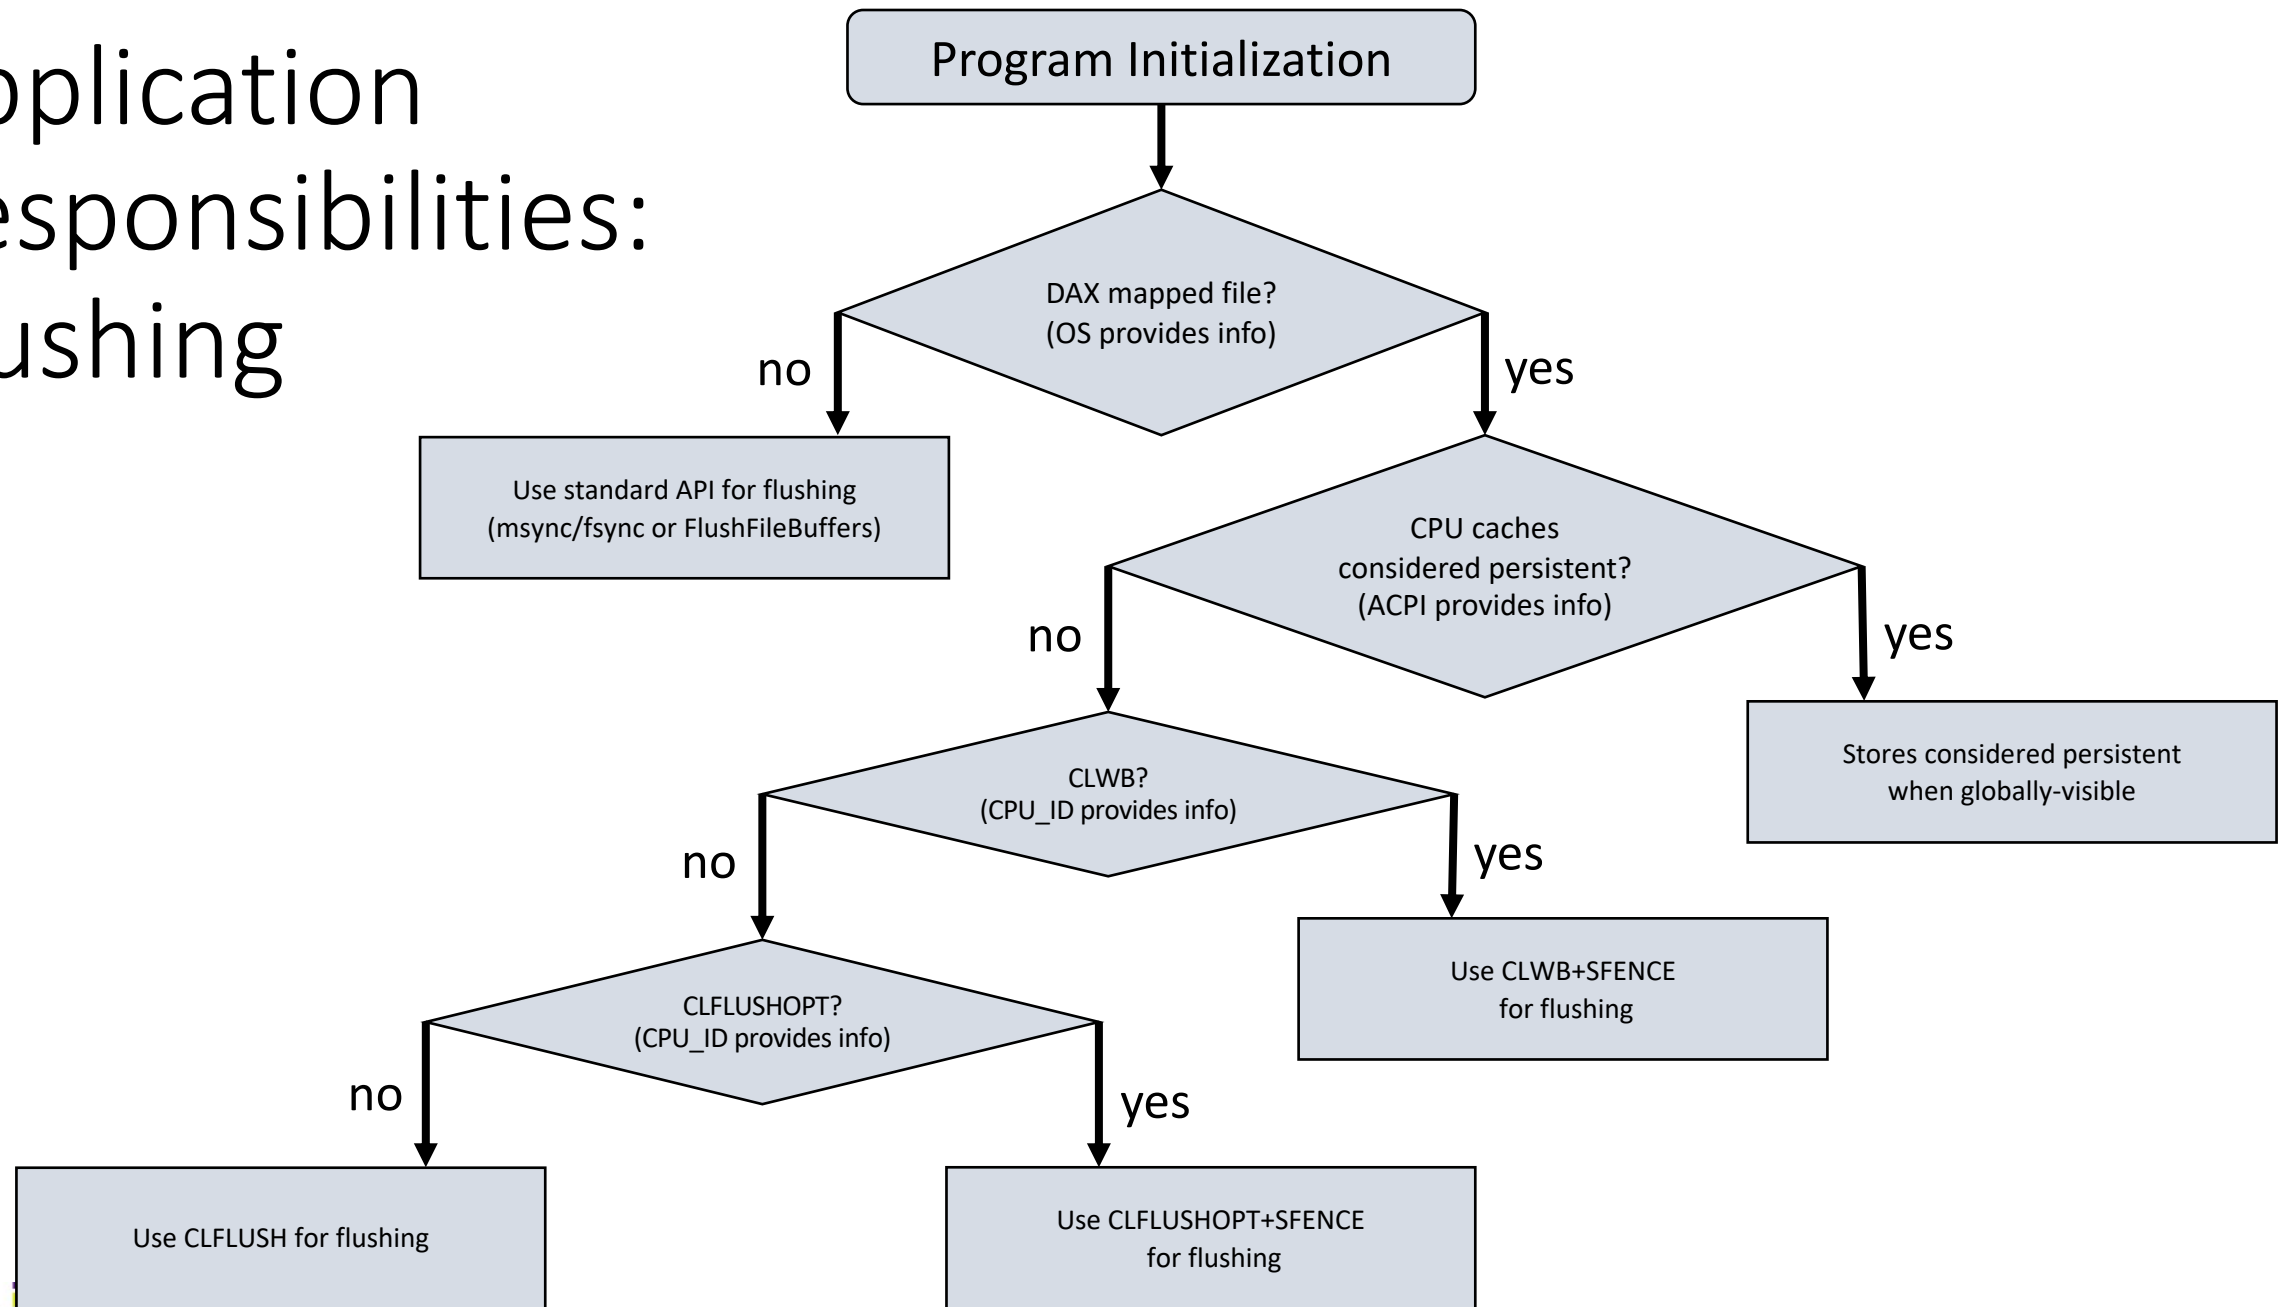 pplication
esponsibilities:
ushing
Program Initialization
DAX mapped file?
(OS provides info)
no
yes
Use standard API for flushing
(msync/fsync or FlushFileBuffers)
CPU caches
considered persistent?
(ACPI provides info)
no
yes
Stores considered persistent
when globally-visible
CLWB?
(CPU_ID provides info)
no
yes
Use CLWB+SFENCE
for flushing
CLFLUSHOPT?
(CPU_ID provides info)
no
yes
Use CLFLUSH for flushing
Use CLFLUSHOPT+SFENCE
for flushing